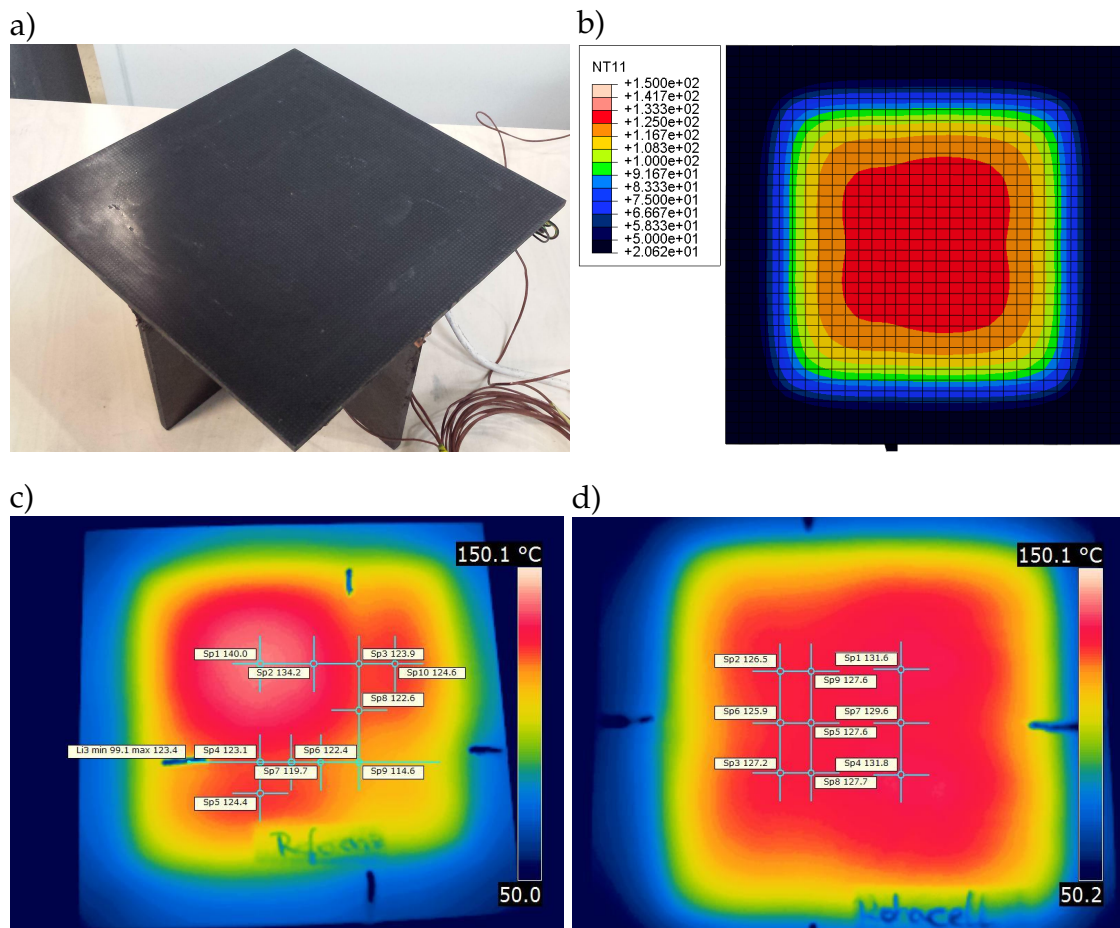 a)
b)
NT11
+1.500e+02
+1.417e+02
+1.333e+02
+1.250e+02
+1.167e+02
+1.083e+02
+1.000e+02
+9.167e+01
+8.333e+01
+7.500e+01
+6.667e+01
+5.833e+01
+5.000e+01
+2.062e+01
c)
150.1 °C
Sp1 140.0
Sp3 123.9
Sp2 134.2
Sp10 124.6
Sp8 122.6
Li3 min 99.1 max 123.4
Sp4 123.1
Sp6 122.4
Sp7 119.7
Sp9 114.6
Sp5 124.4
50.0
d)
150.1 °C
Sp2 126.5
Sp1 131.6
Sp9 127.6
Sp6 125.9
Sp7 129.6
Sp5 127.6
Sp3 127.2
Sp4 131.8
Sp8 127.7
50.2